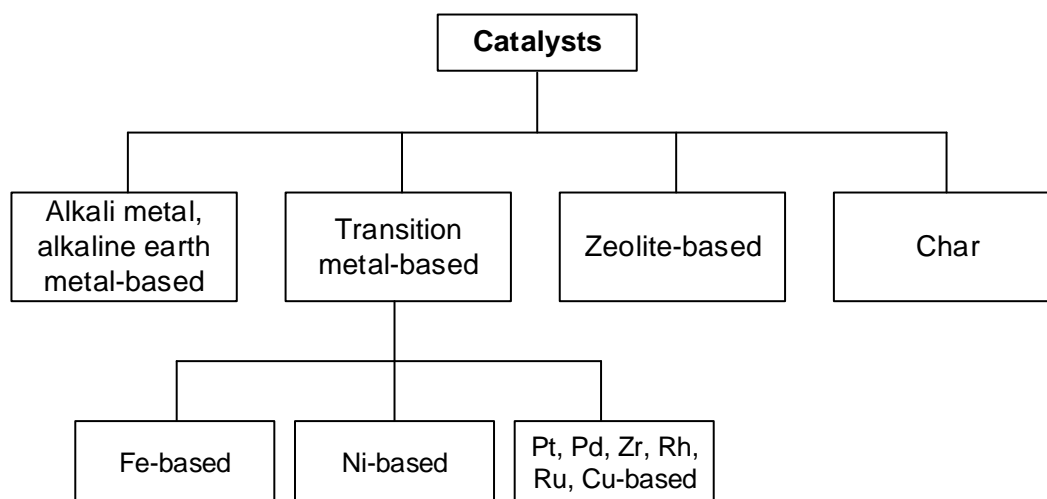 Catalysts
Alkali metal,
alkaline earth
metal-based
Transition
metal-based
Zeolite-based
Char
Fe-based
Ni-based
Pt, Pd, Zr, Rh,
Ru, Cu-based